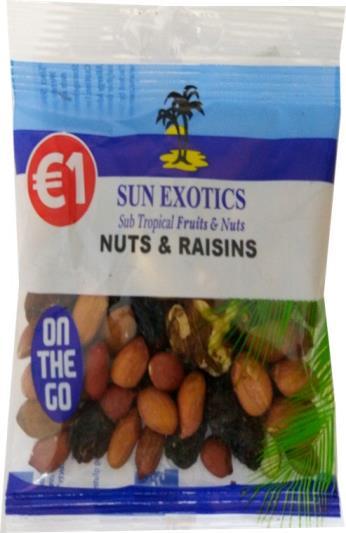 €1
SUN EXOTICS
Sub Tropical Fruits & Nuts
NUTS & RAISINS
ON
THE
GO